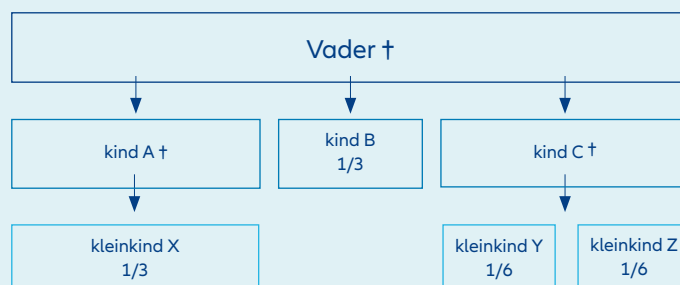 Vader †
kind A †
kind B
1/3
kind C †
kleinkind X
1/3
kleinkind Y
1/6
kleinkind Z
1/6